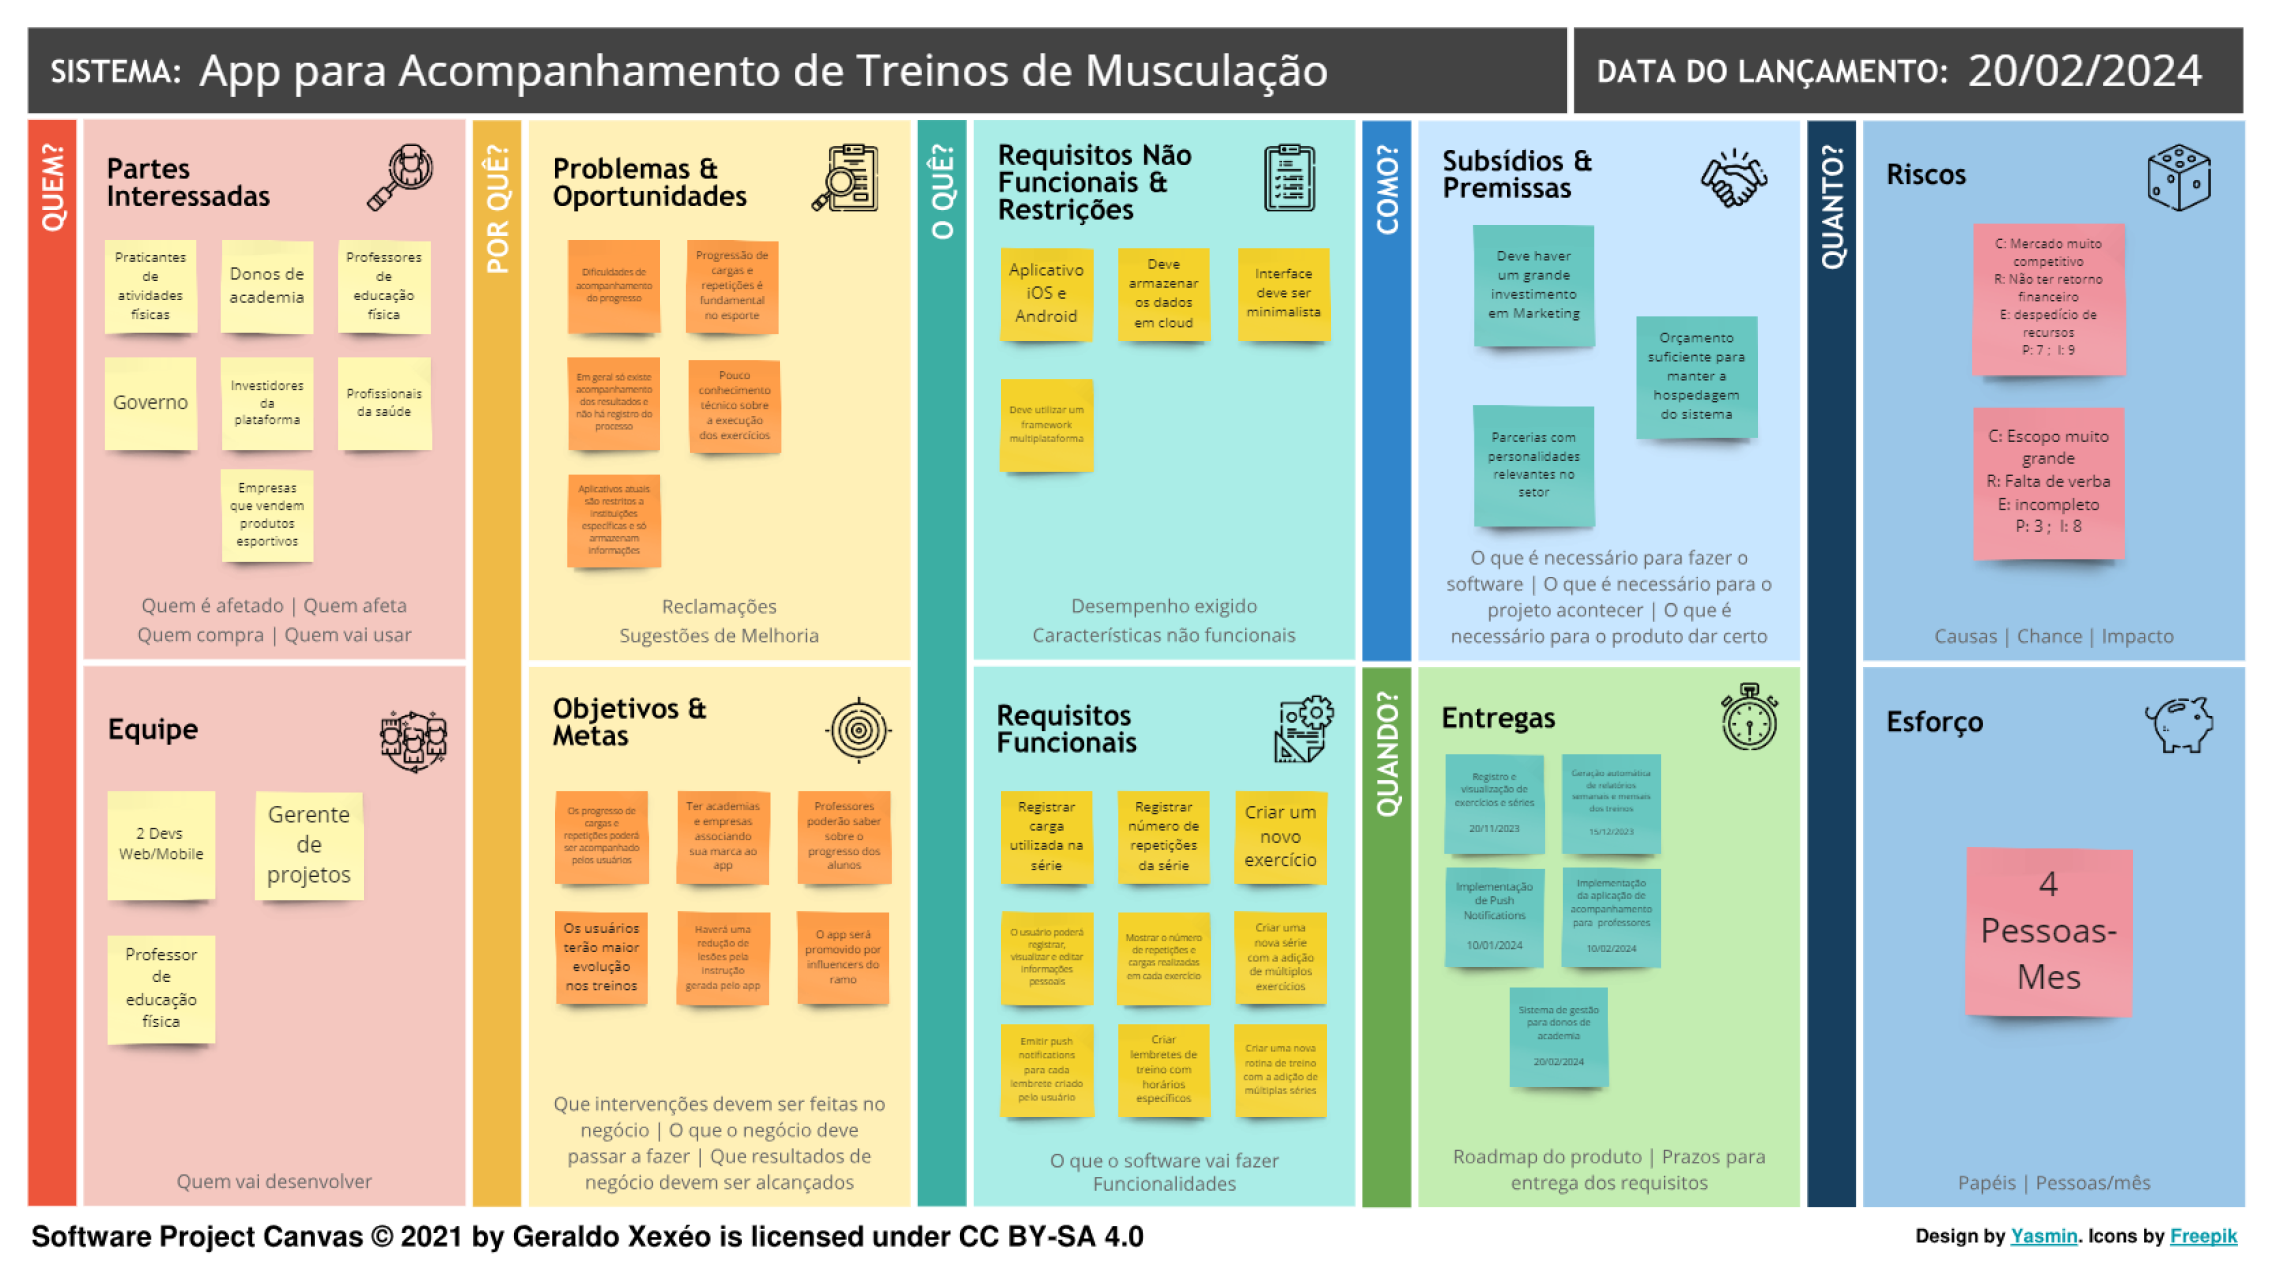 SISTEMA: App para Acompanhamento de Treinos de Musculação
DATA DO LANÇAMENTO: 20/02/2024
QUEM?
Partes
Interessadas
Praticantes
de
atividades
físicas
Donos de
academia
Professores
de
educação
física
Governo
Investidores
da
plataforma
Profissionais
da saúde
Empresas
que vendem
produtos
esportivos
Quem é afetado | Quem afeta
Quem compra | Quem vai usar
Equipe
2 Devs
Web/Mobile
Gerente
de
projetos
Professor
de
educação
física
Quem vai desenvolver
POR QUÊ?
Problemas &
Oportunidades
Dificuldades de
acompanhamento
do progresso
Progressão de
cargas e
repetições é
fundamental
no esporte
Em geral só existe
acompanhamento
dos resultados e
não há registro do
processo
Pouco
conhecimento
técnico sobre
a execução
dos exercícios
Aplicativos atuais
são restritos a
instituições
específicas e só
armazenam
informações
Reclamações
Sugestões de Melhoria
Objetivos &
Metas
Os progresso de
cargas e
repetições poderá
ser acompanhado
pelos usuários
Ter academias
e empresas
associando
sua marca ao
app
Professores
poderão saber
sobre o
progresso dos
alunos
Os usuários
terão maior
evolução
nos treinos
Haverá uma
redução de
lesões pela
instrução
gerada pelo app
O app será
promovido por
influencers do
ramo
Que intervenções devem ser feitas no
negócio | O que o negócio deve
passar a fazer | Que resultados de
negócio devem ser alcançados
O QUÊ?
Requisitos Não
Funcionais &
Restrições
Aplicativo
iOS e
Android
Deve
armazenar
os dados
em cloud
Interface
deve ser
minimalista
Deve utilizar um
framework
multiplataforma
Desempenho exigido
Características não funcionais
Requisitos
Funcionais
Registrar
carga
utilizada na
série
Registrar
número de
repetições
da série
Criar um
novo
exercício
O usuário poderá
registrar,
visualizar e editar
informações
pessoais
Mostrar o número
de repetições e
cargas realizadas
em cada exercício
Criar uma
nova série
com a adição
de múltiplos
exercícios
Emitir push
notifications
para cada
lembrete criado
pelo usuário
Criar
lembretes de
treino com
horários
específicos
Criar uma nova
rotina de treino
com a adição de
múltiplas séries
O que o software vai fazer
Funcionalidades
COMO?
Subsídios &
Premissas
Deve haver
um grande
investimento
em Marketing
Orçamento
suficiente para
manter a
hospedagem
do sistema
Parcerias com
personalidades
relevantes no
setor
O que é necessário para fazer o
software | O que é necessário para o
projeto acontecer | O que é
necessário para o produto dar certo
QUANDO?
Entregas
Registro e
visualização de
exercícios e séries
20/11/2023
Geração automática
de relatórios
semanais e mensais
dos treinos
15/12/2023
Implementação
de Push
Notifications
10/01/2024
Implementação
da aplicação de
acompanhamento
para professores
10/02/2024
Sistema de gestão
para donos de
academia
20/02/2024
Roadmap do produto | Prazos para
entrega dos requisitos
QUANTO?
Riscos
C: Mercado muito
competitivo
R: Não ter retorno
financeiro
E: despedício de
recursos
P: 7 ; I: 9
C: Escopo muito
grande
R: Falta de verba
E: incompleto
P: 3 ; I: 8
Causas | Chance | Impacto
Esforço
4
Pessoas-
Mes
Papéis | Pessoas/mês
Software Project Canvas © 2021 by Geraldo Xexéo is licensed under CC BY-SA 4.0
Design by Yasmin. Icons by Freepik